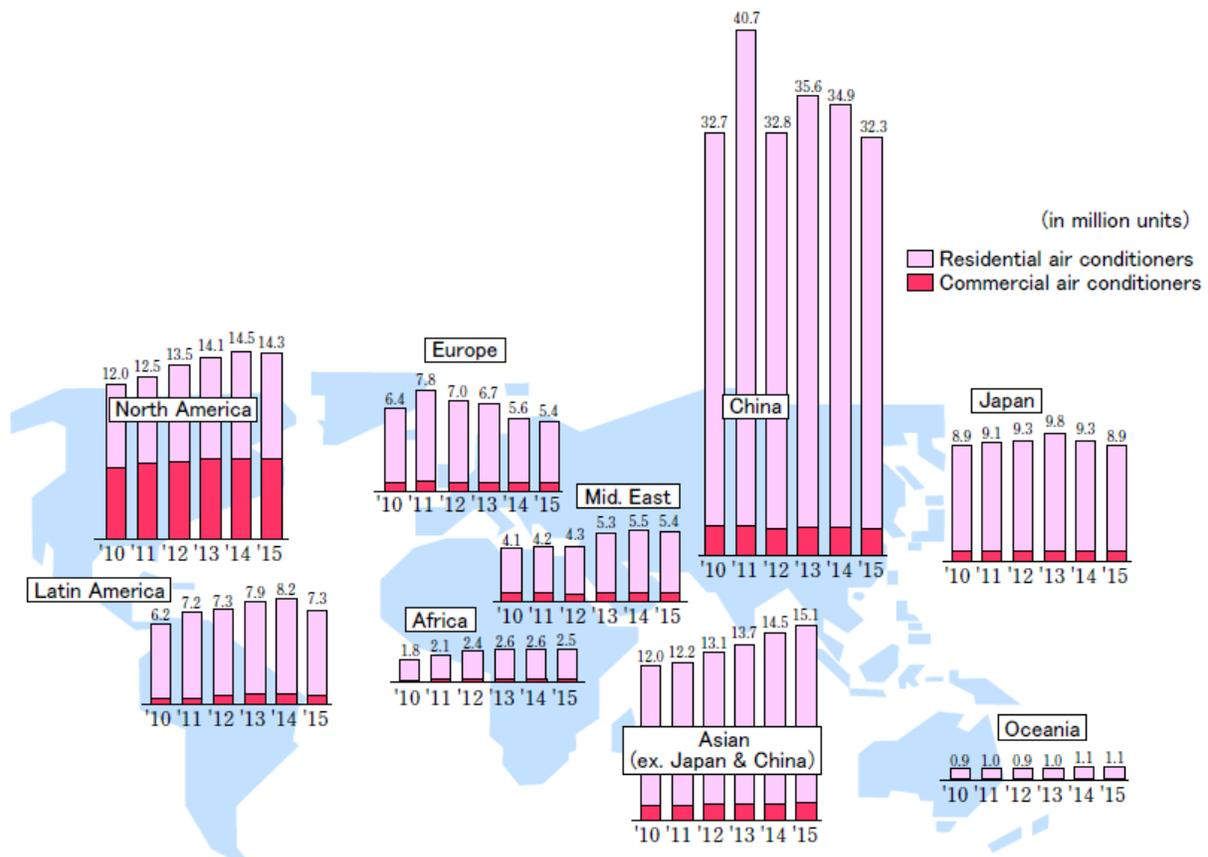 (in million units)
Residential air conditioners
Commercial air conditioners
North America
12.0 12.5 13.5 14.1 14.5 14.3
'10 '11 '12 '13 '14 '15
Latin America
6.2 7.2 7.3 7.9 8.2 7.3
'10 '11 '12 '13 '14 '15
Europe
6.4 7.8 7.0 6.7 5.6 5.4
'10 '11 '12 '13 '14 '15
Mid. East
4.1 4.2 4.3 5.3 5.5 5.4
'10 '11 '12 '13 '14 '15
Africa
1.8 2.1 2.4 2.6 2.6 2.5
'10 '11 '12 '13 '14 '15
China
32.7 40.7 32.8 35.6 34.9 32.3
'10 '11 '12 '13 '14 '15
Asian
(ex. Japan & China)
12.0 12.2 13.1 13.7 14.5 15.1
'10 '11 '12 '13 '14 '15
Japan
8.9 9.1 9.3 9.8 9.3 8.9
'10 '11 '12 '13 '14 '15
Oceania
0.9 1.0 0.9 1.0 1.1 1.1
'10 '11 '12 '13 '14 '15